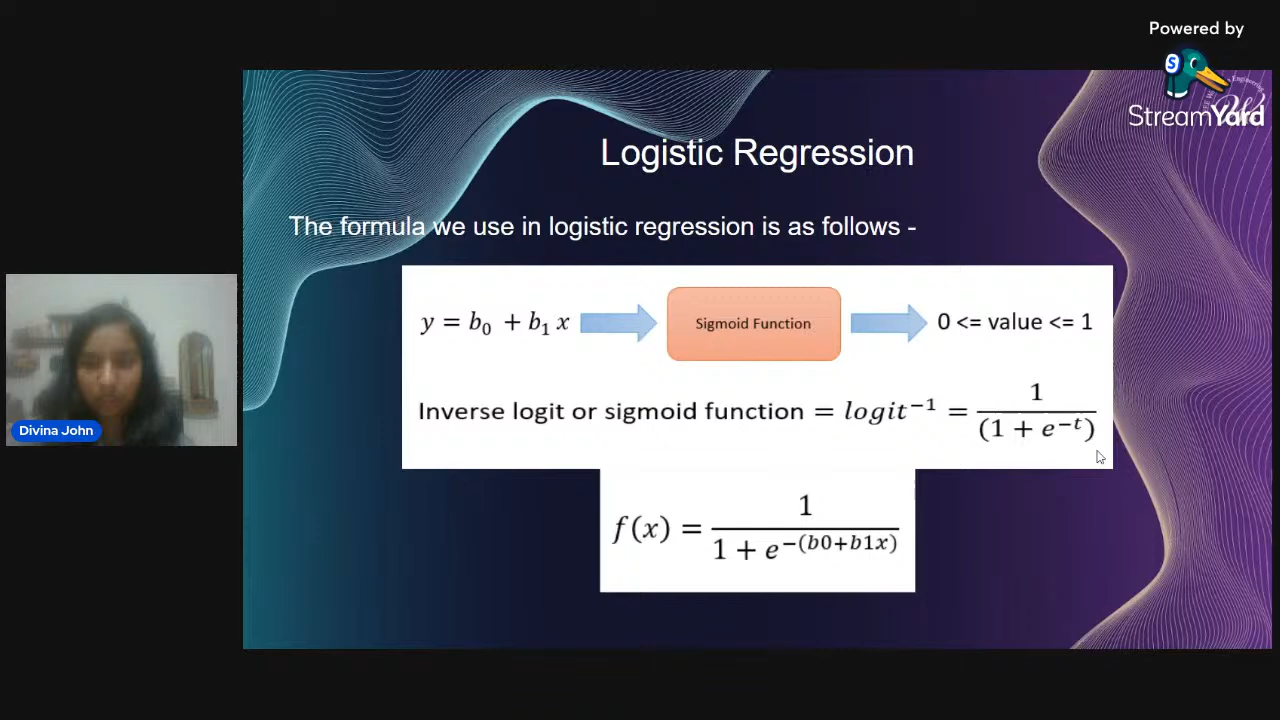 Powered by
StreamYard
Logistic Regression
The formula we use in logistic regression is as follows -
y = b₀ + b₁ x
Sigmoid Function
0 <= value <= 1
Inverse logit or sigmoid function = logit⁻¹ = 1 / (1 + e⁻ᵗ)
f(x) = 1 / 1 + e^−(b0+b1x)
Divina John